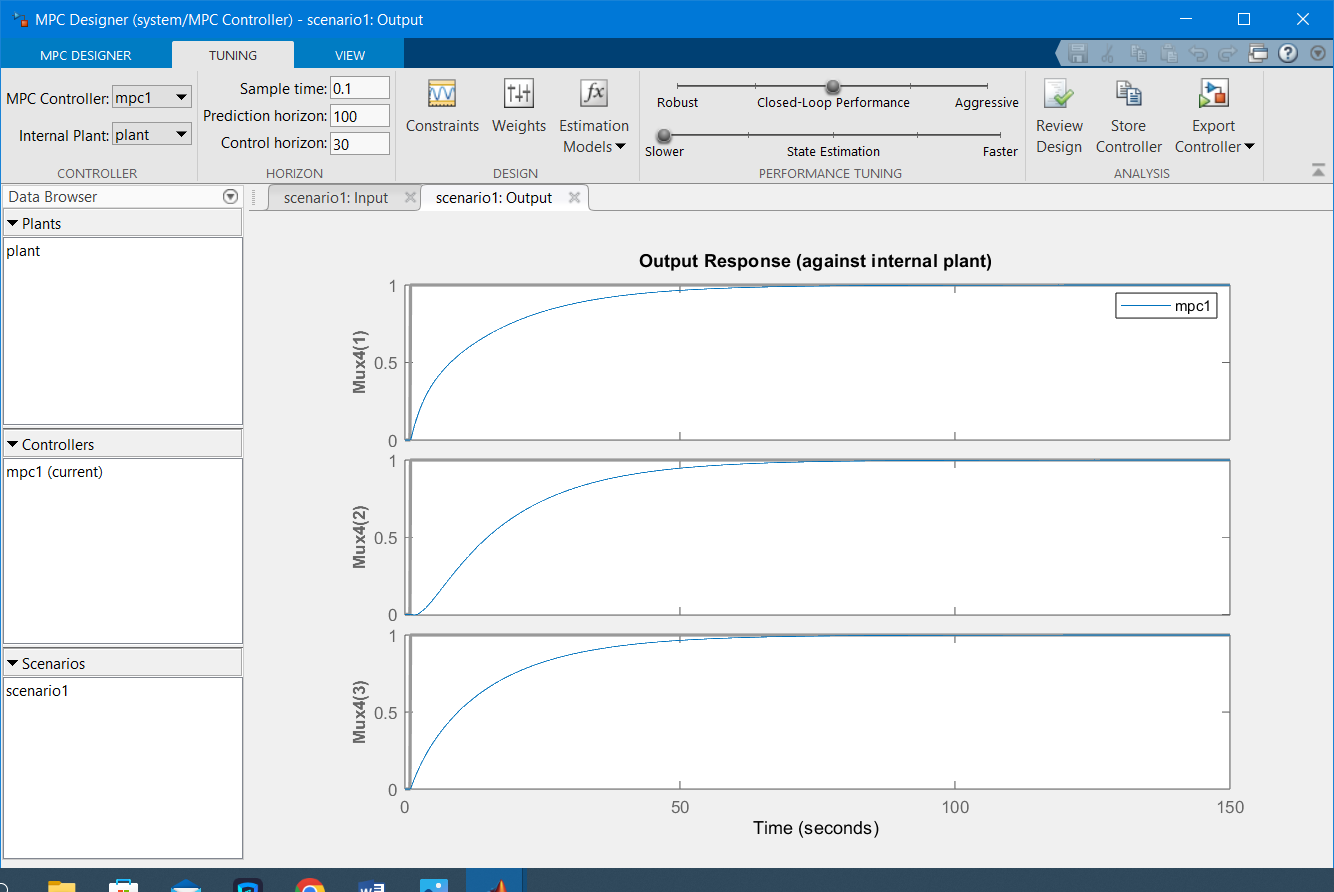 MPC Designer (system/MPC Controller) - scenario1: Output
MPC DESIGNER TUNING VIEW
MPC Controller: mpc1
Internal Plant: plant
CONTROLLER
Sample time: 0.1
Prediction horizon: 100
Control horizon: 30
HORIZON
Constraints
Weights
fx
Estimation
Models
DESIGN
Robust Closed-Loop Performance Aggressive
Slower State Estimation Faster
PERFORMANCE TUNING
Review
Design
Store
Controller
Export
Controller
ANALYSIS
Data Browser
Plants
plant
Controllers
mpc1 (current)
Scenarios
scenario1
scenario1: Input
scenario1: Output
Output Response (against internal plant)
mpc1
Mux4(1)
1
0.5
0
Mux4(2)
1
0.5
0
Mux4(3)
1
0.5
0
0 50 100 150
Time (seconds)